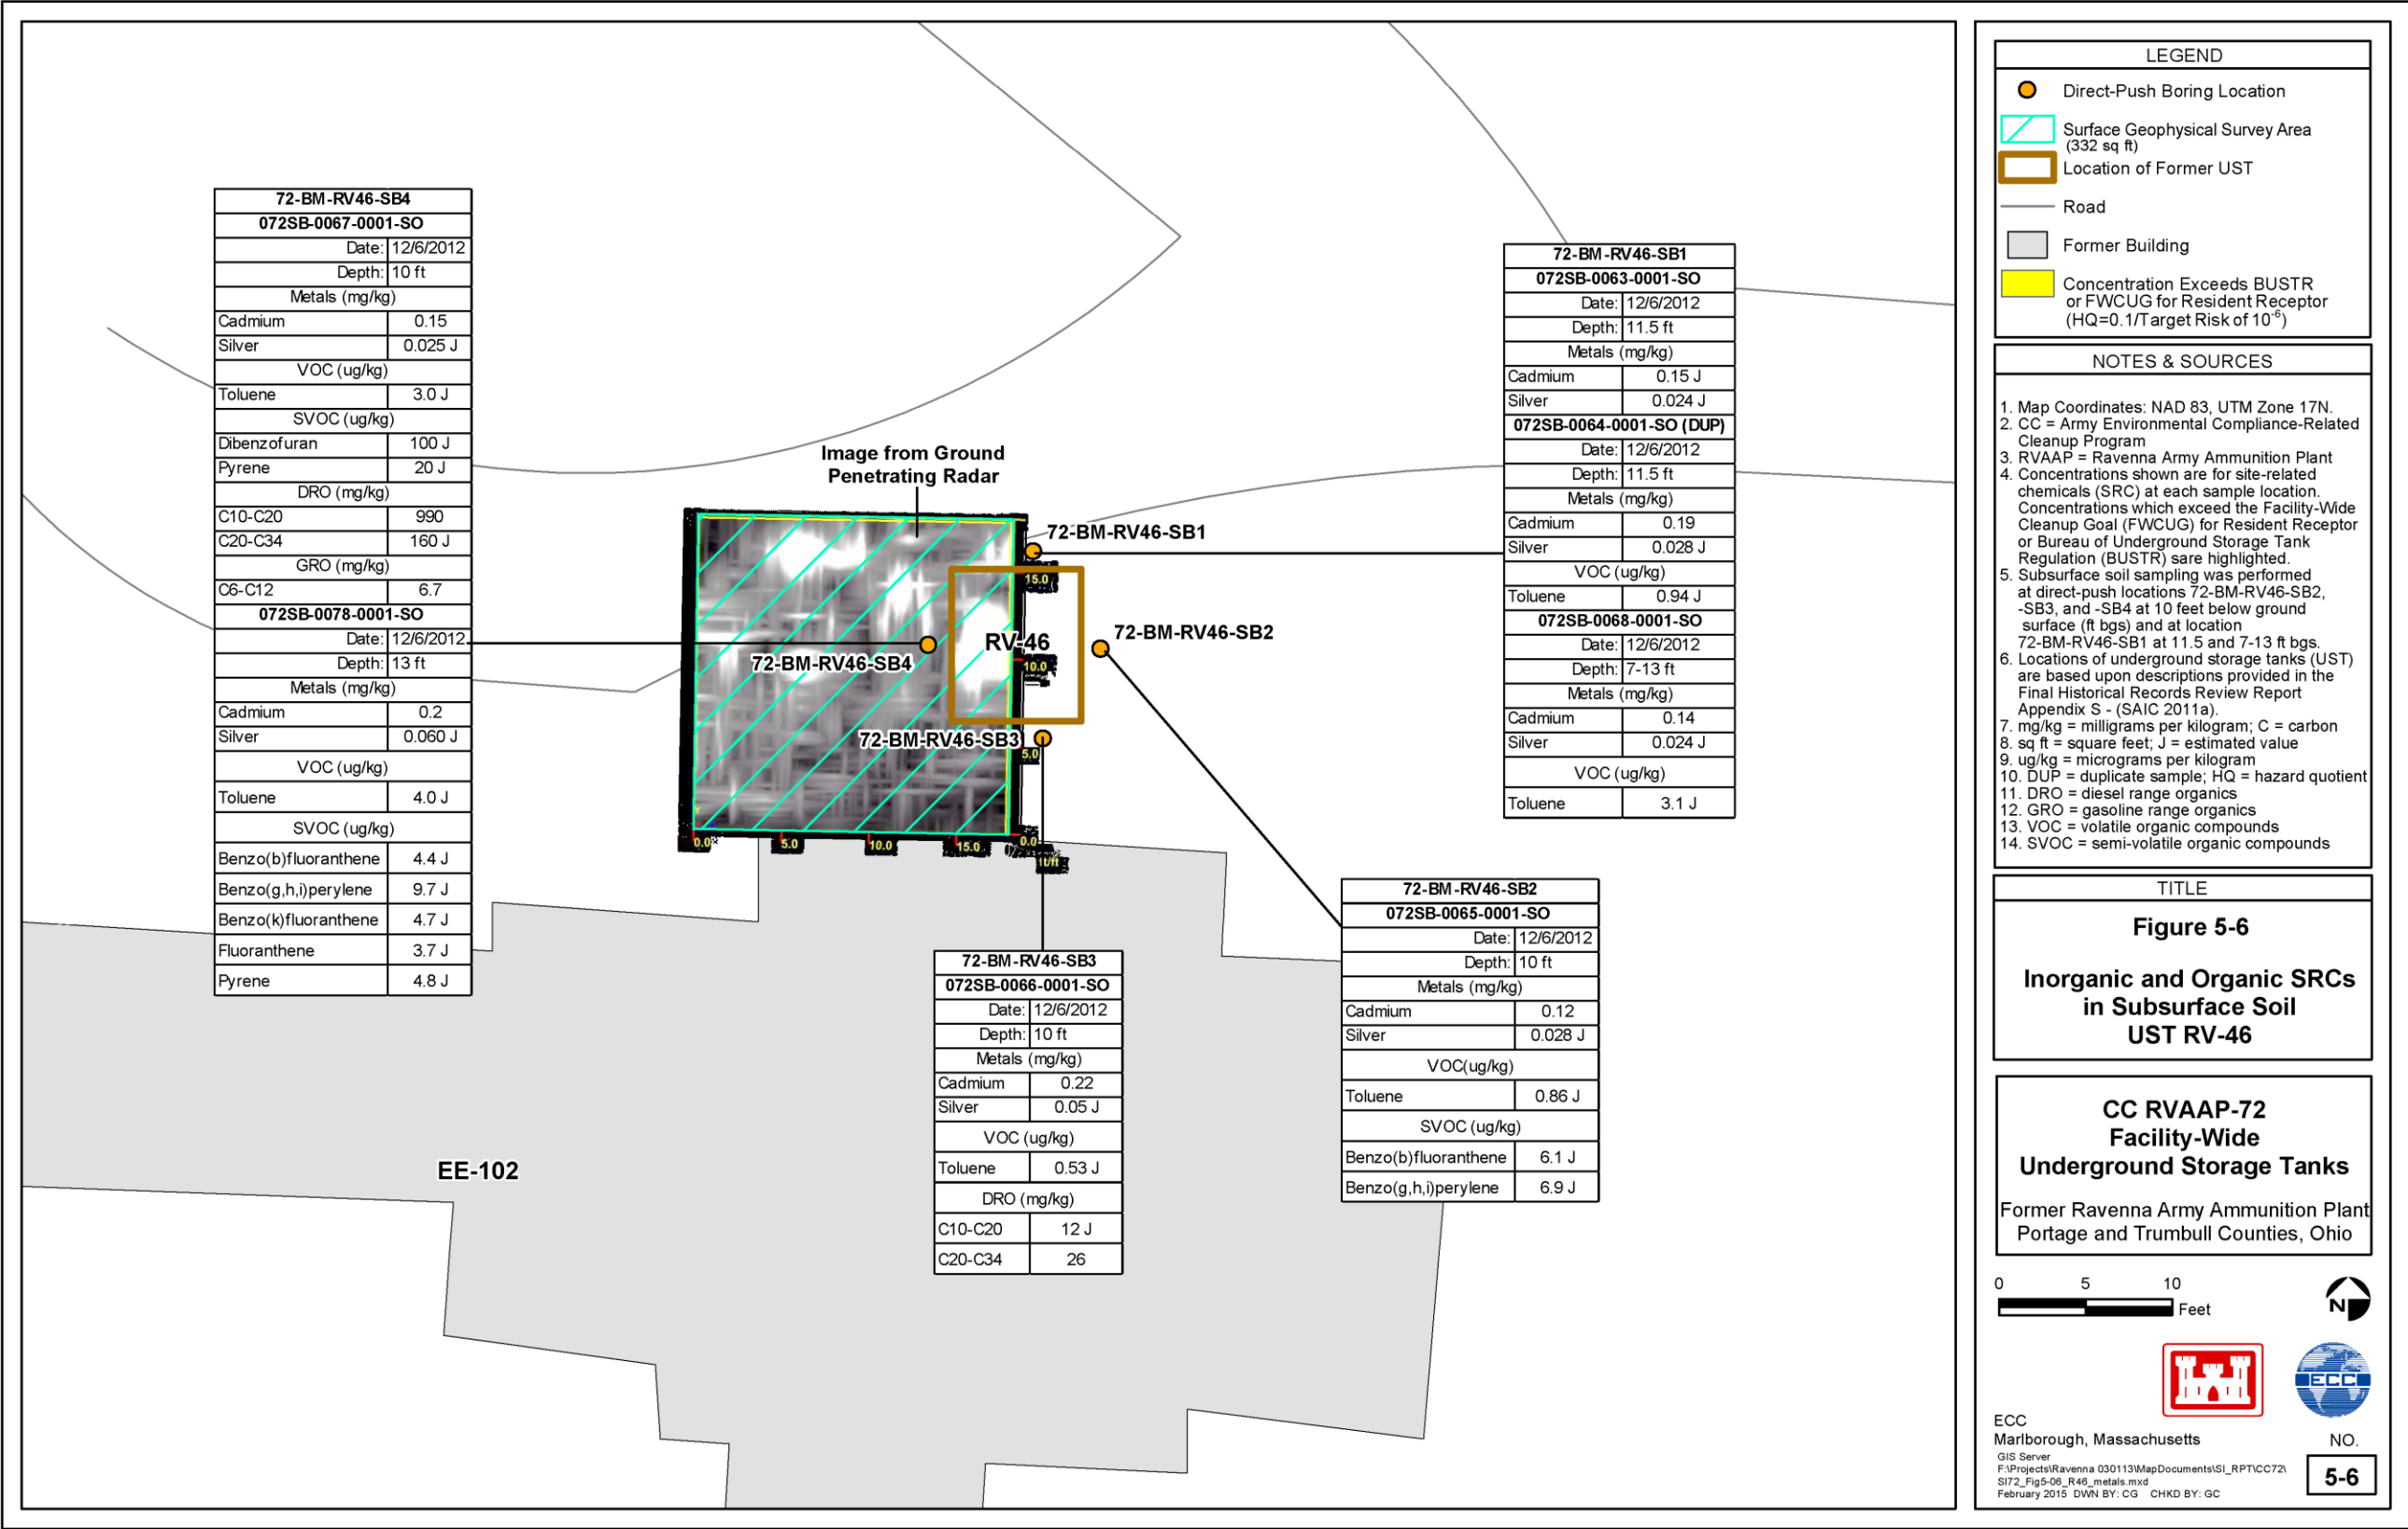 72-BM-RV46-SB4
072SB-0067-0001-SO
Date: 12/6/2012
Depth: 10 ft
Metals (mg/kg)
Cadmium 0.15
Silver 0.025 J
VOC (ug/kg)
Toluene 3.0 J
SVOC (ug/kg)
Dibenzofuran 100 J
Pyrene 20 J
DRO (mg/kg)
C10-C20 990
C20-C34 160 J
GRO (mg/kg)
C6-C12 6.7
072SB-0078-0001-SO
Date: 12/6/2012
Depth: 13 ft
Metals (mg/kg)
Cadmium 0.2
Silver 0.060 J
VOC (ug/kg)
Toluene 4.0 J
SVOC (ug/kg)
Benzo(b)fluoranthene 4.4 J
Benzo(g,h,i)perylene 9.7 J
Benzo(k)fluoranthene 4.7 J
Fluoranthene 3.7 J
Pyrene 4.8 J
Image from Ground
Penetrating Radar
72-BM-RV46-SB1
15.0
RV-46
72-BM-RV46-SB2
72-BM-RV46-SB4
10.0
72-BM-RV46-SB3
5.0
0.0
5.0
10.0
15.0
0.0
ft/ft
EE-102
72-BM-RV46-SB1
072SB-0063-0001-SO
Date: 12/6/2012
Depth: 11.5 ft
Metals (mg/kg)
Cadmium 0.15 J
Silver 0.024 J
072SB-0064-0001-SO (DUP)
Date: 12/6/2012
Depth: 11.5 ft
Metals (mg/kg)
Cadmium 0.19
Silver 0.028 J
VOC (ug/kg)
Toluene 0.94 J
072SB-0068-0001-SO
Date: 12/6/2012
Depth: 7-13 ft
Metals (mg/kg)
Cadmium 0.14
Silver 0.024 J
VOC (ug/kg)
Toluene 3.1 J
72-BM-RV46-SB3
072SB-0066-0001-SO
Date: 12/6/2012
Depth: 10 ft
Metals (mg/kg)
Cadmium 0.22
Silver 0.05 J
VOC (ug/kg)
Toluene 0.53 J
DRO (mg/kg)
C10-C20 12 J
C20-C34 26
72-BM-RV46-SB2
072SB-0065-0001-SO
Date: 12/6/2012
Depth: 10 ft
Metals (mg/kg)
Cadmium 0.12
Silver 0.028 J
VOC(ug/kg)
Toluene 0.86 J
SVOC (ug/kg)
Benzo(b)fluoranthene 6.1 J
Benzo(g,h,i)perylene 6.9 J
LEGEND
Direct-Push Boring Location
Surface Geophysical Survey Area
(332 sq ft)
Location of Former UST
Road
Former Building
Concentration Exceeds BUSTR
or FWCUG for Resident Receptor
(HQ=0.1/Target Risk of 10-6)
NOTES & SOURCES
1. Map Coordinates: NAD 83, UTM Zone 17N.
2. CC = Army Environmental Compliance-Related
Cleanup Program
3. RVAAP = Ravenna Army Ammunition Plant
4. Concentrations shown are for site-related
chemicals (SRC) at each sample location.
Concentrations which exceed the Facility-Wide
Cleanup Goal (FWCUG) for Resident Receptor
or Bureau of Underground Storage Tank
Regulation (BUSTR) sare highlighted.
5. Subsurface soil sampling was performed
at direct-push locations 72-BM-RV46-SB2,
-SB3, and -SB4 at 10 feet below ground
surface (ft bgs) and at location
72-BM-RV46-SB1 at 11.5 and 7-13 ft bgs.
6. Locations of underground storage tanks (UST)
are based upon descriptions provided in the
Final Historical Records Review Report
Appendix S - (SAIC 2011a).
7. mg/kg = milligrams per kilogram; C = carbon
8. sq ft = square feet; J = estimated value
9. ug/kg = micrograms per kilogram
10. DUP = duplicate sample; HQ = hazard quotient
11. DRO = diesel range organics
12. GRO = gasoline range organics
13. VOC = volatile organic compounds
14. SVOC = semi-volatile organic compounds
TITLE
Figure 5-6
Inorganic and Organic SRCs
in Subsurface Soil
UST RV-46
CC RVAAP-72
Facility-Wide
Underground Storage Tanks
Former Ravenna Army Ammunition Plant
Portage and Trumbull Counties, Ohio
0 5 10
Feet
N
ECC
ECC
Marlborough, Massachusetts
GIS Server
F:\Projects\Ravenna 030113\MapDocuments\SI_RPT\CC72\
SI72_Fig5-06_R46_metals.mxd
February 2015 DWN BY: CG CHKD BY: GC
NO.
5-6